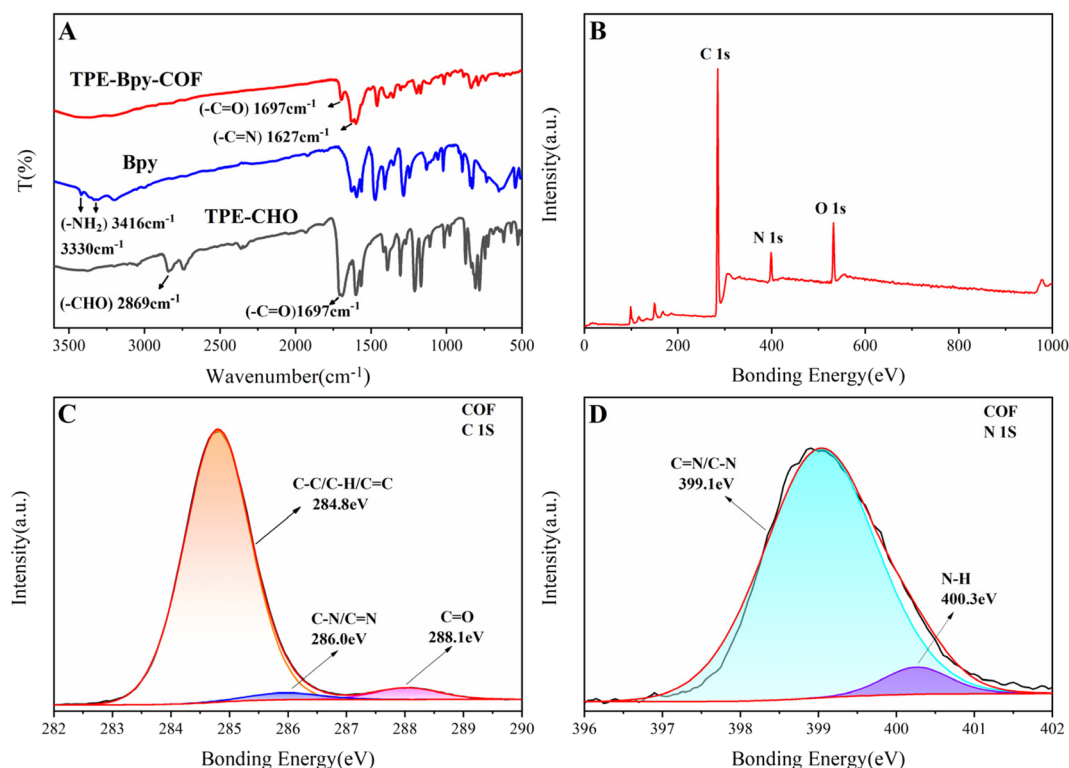 A
TPE-Bpy-COF
(-C=O) 1697cm⁻¹
(-C=N) 1627cm⁻¹
Bpy
(-NH₂) 3416cm⁻¹
3330cm⁻¹
TPE-CHO
(-CHO) 2869cm⁻¹
(-C=O)1697cm⁻¹
T(%)
3500 3000 2500 2000 1500 1000 500
Wavenumber(cm⁻¹)
B
C 1s
N 1s
O 1s
Intensity(a.u.)
0 200 400 600 800 1000
Bonding Energy(eV)
C
COF
C 1S
C-C/C-H/C=C
284.8eV
C-N/C=N
286.0eV
C=O
288.1eV
Intensity(a.u.)
282 283 284 285 286 287 288 289 290
Bonding Energy(eV)
D
COF
N 1S
C=N/C-N
399.1eV
N-H
400.3eV
Intensity(a.u.)
396 397 398 399 400 401 402
Bonding Energy(eV)